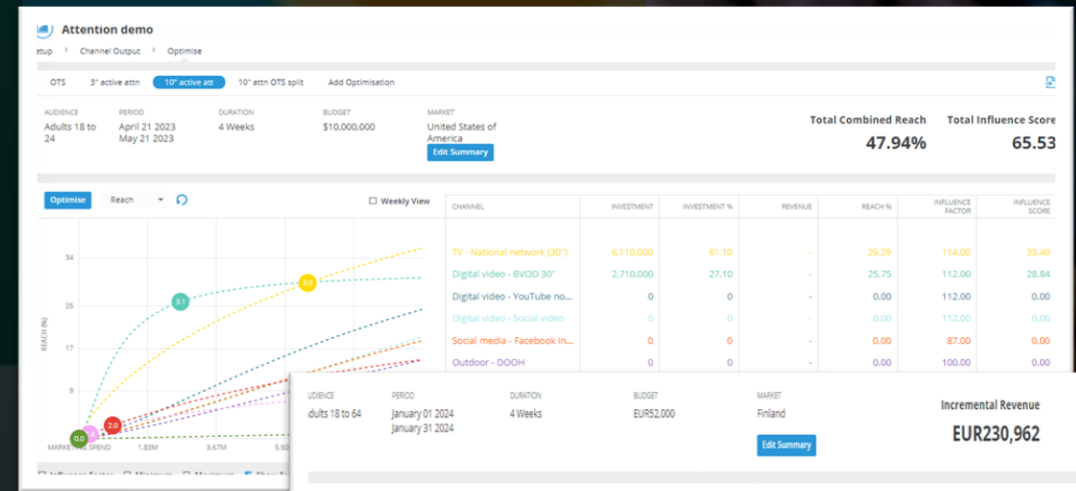 Attention demo
etup > Channel Output > Optimise
OTS 3" active attn 10" active att 10" attn OTS split Add Optimisation
AUDIENCE PERIOD DURATION BUDGET MARKET
Adults 18 to 24 April 21 2023 May 21 2023 4 Weeks $10,000,000 United States of America
Edit Summary
Total Combined Reach Total Influence Score
47.94% 65.53
Optimise Reach Weekly View
CHANNEL INVESTMENT INVESTMENT % REVENUE REACH % INFLUENCE FACTOR INFLUENCE SCORE
TV - National network (30") 6,110,000 61.10 - 29.29 114.00 33.40
Digital video - BVOD 30" 2,710,000 27.10 - 25.75 112.00 28.84
Digital video - YouTube no... 0 0 - 0.00 112.00 0.00
Digital video - Social video 0 0 - 0.00 112.00 0.00
Social media - Facebook In... 0 0 - 0.00 87.00 0.00
Outdoor - DOOH 0 0 - 0.00 100.00 0.00
REACH (%)
34
25
17
9
3.1
3.0
2.0
0.0
1.83M 3.67M 5.50
UDIENCE PERIOD DURATION BUDGET MARKET
dults 18 to 64 January 01 2024 January 31 2024 4 Weeks EUR52,000 Finland
Edit Summary
Incremental Revenue
EUR230,962